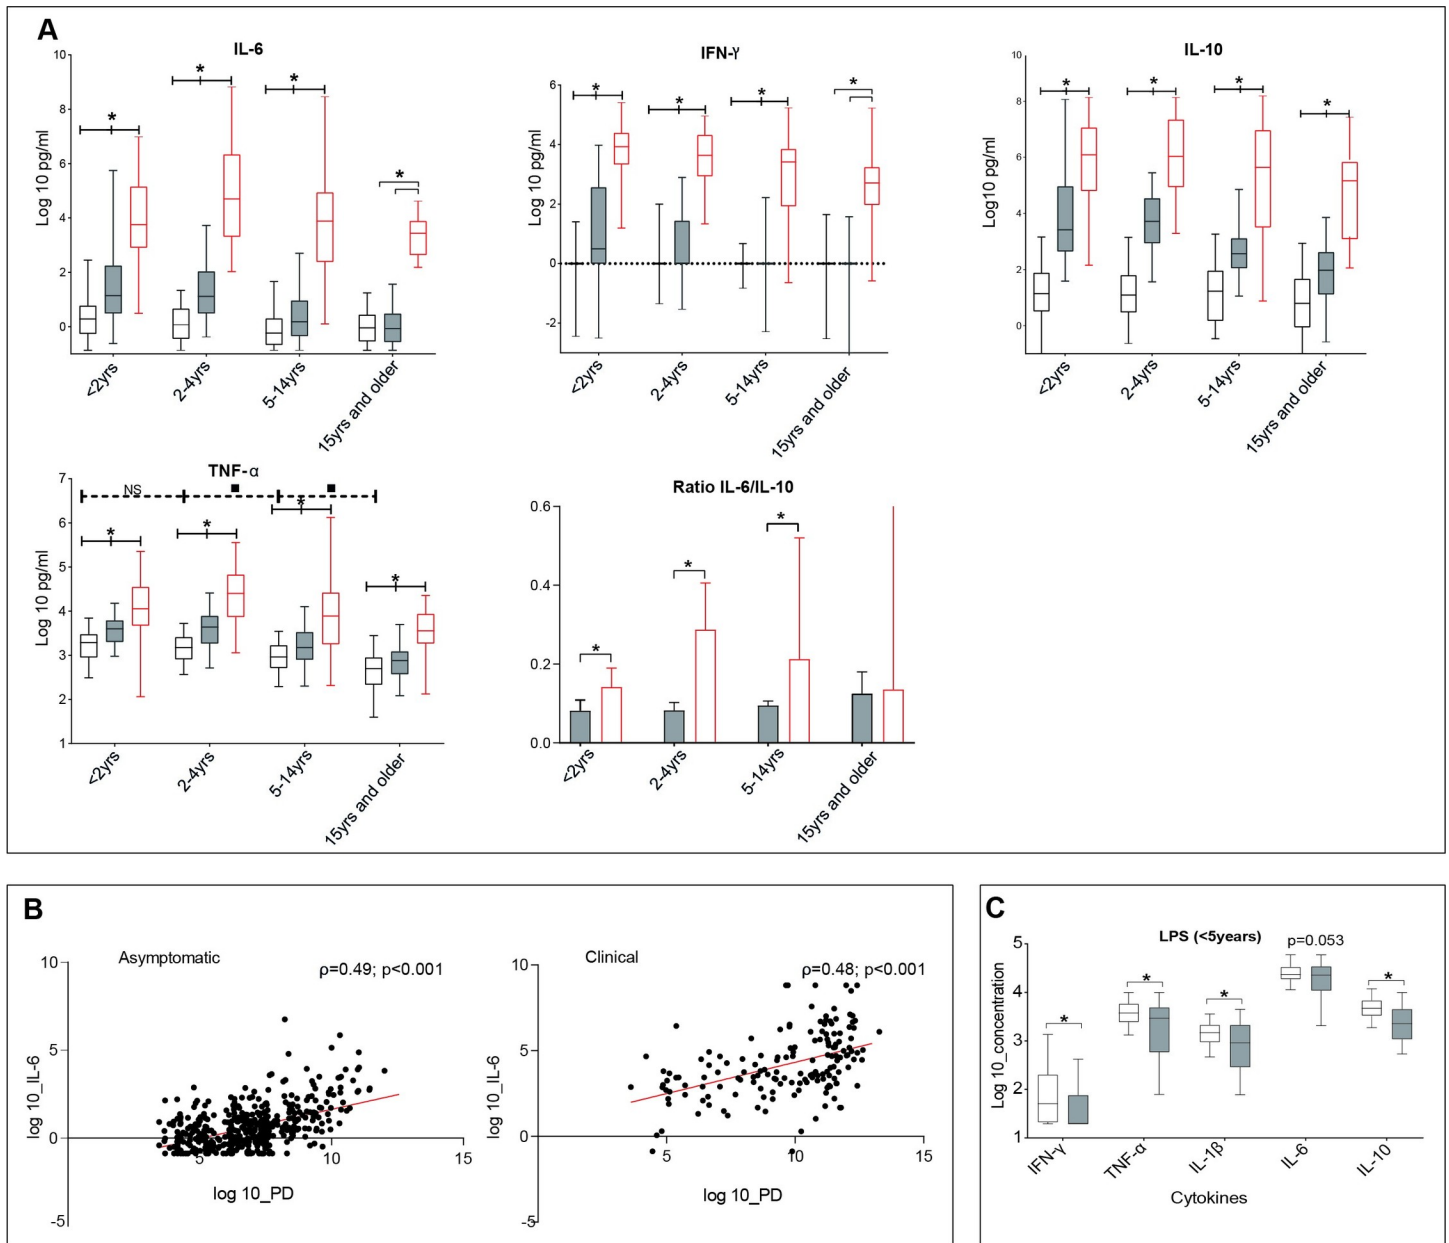 A
IL-6
Log 10 pg/ml
10
8
6
4
2
0
*
*
*
*
<2yrs
2-4yrs
5-14yrs
15yrs and older
IFN-γ
Log 10 pg/ml
6
4
2
0
-2
*
*
*
*
<2yrs
2-4yrs
5-14yrs
15yrs and older
IL-10
Log10 pg/ml
10
8
6
4
2
0
*
*
*
*
<2yrs
2-4yrs
5-14yrs
15yrs and older
TNF-α
Log 10 pg/ml
7
6
5
4
3
2
1
NS
*
*
*
*
<2yrs
2-4yrs
5-14yrs
15yrs and older
Ratio IL-6/IL-10
0.6
0.4
0.2
0.0
*
*
*
<2yrs
2-4yrs
5-14yrs
15yrs and older
B
Asymptomatic
ρ=0.49; p<0.001
log 10_IL-6
10
5
0
-5
5
10
15
log 10_PD
Clinical
ρ=0.48; p<0.001
log 10_IL-6
10
5
0
-5
5
10
15
log 10_PD
C
LPS (<5years)
p=0.053
Log 10_concentration
5
4
3
2
1
*
*
*
*
IFN-γ
TNF-α
IL-1β
IL-6
IL-10
Cytokines